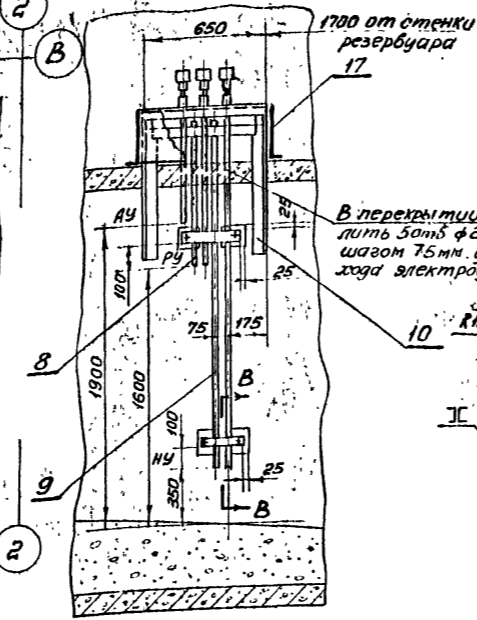 2
В
650
1700 от стенки
резервуара
17
В перекрытии
лить 5отв
шагом 75мм.
хода электро
25
АУ
РУ
100
25
8
75
175
10
1900
1600
В
9
100
НУ
25
350
В
2